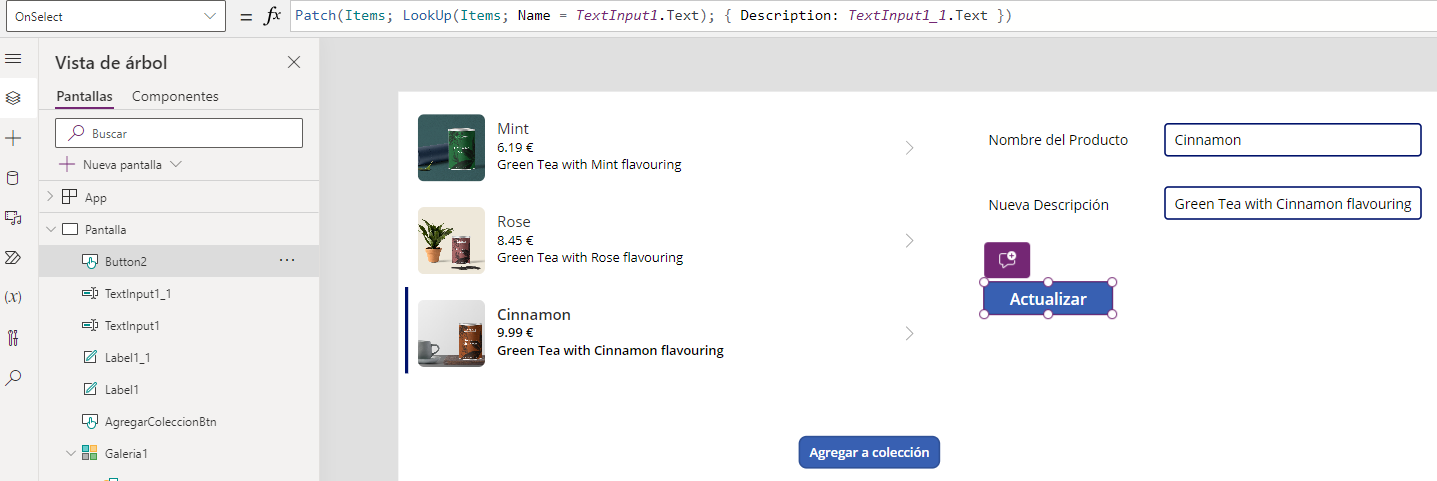 OnSelect = fx Patch(Items; LookUp(Items; Name = TextInput1.Text); { Description: TextInput1_1.Text })
Vista de árbol
Pantallas Componentes
Buscar
Nueva pantalla
App
Pantalla
Button2 ...
TextInput1_1
TextInput1
Label1_1
Label1
AgregarColeccionBtn
Galeria1
(x)
Mint
6.19 €
Green Tea with Mint flavouring
Rose
8.45 €
Green Tea with Rose flavouring
Cinnamon
9.99 €
Green Tea with Cinnamon flavouring
Agregar a colección
Nombre del Producto Cinnamon
Nueva Descripción Green Tea with Cinnamon flavouring
Actualizar